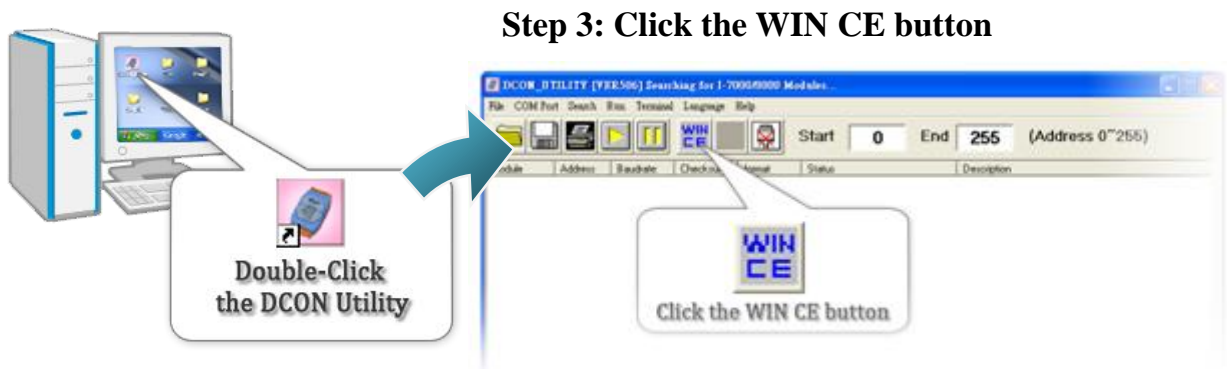 Step 3: Click the WIN CE button
DCON_UTILITY [VER506] Searching for I-7000/8000 Modules...
File COM Port Search Run Terminal Language Help
WIN CE
Start 0 End 255 (Address 0~255)
Address Baudrate Status Description
WIN
CE
Click the WIN CE button
Double-Click
the DCON Utility